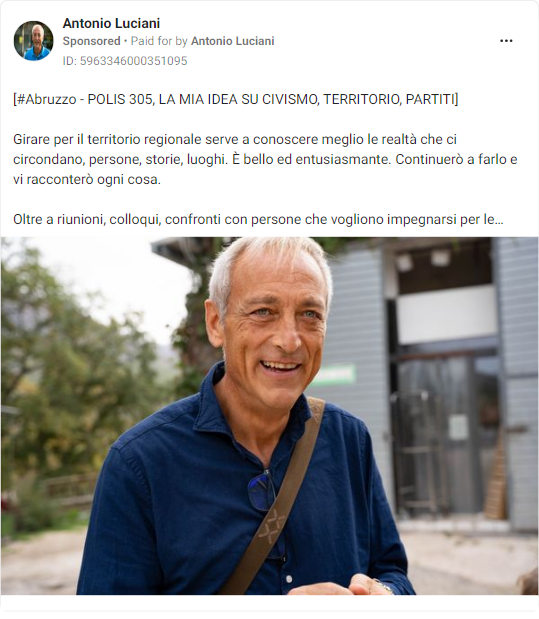 Antonio Luciani
Sponsored • Paid for by Antonio Luciani
ID: 5963346000351095
[#Abruzzo - POLIS 305, LA MIA IDEA SU CIVISMO, TERRITORIO, PARTITI]
Girare per il territorio regionale serve a conoscere meglio le realtà che ci
circondano, persone, storie, luoghi. È bello ed entusiasmante. Continuerò a farlo e
vi racconterò ogni cosa.
Oltre a riunioni, colloqui, confronti con persone che vogliono impegnarsi per le…